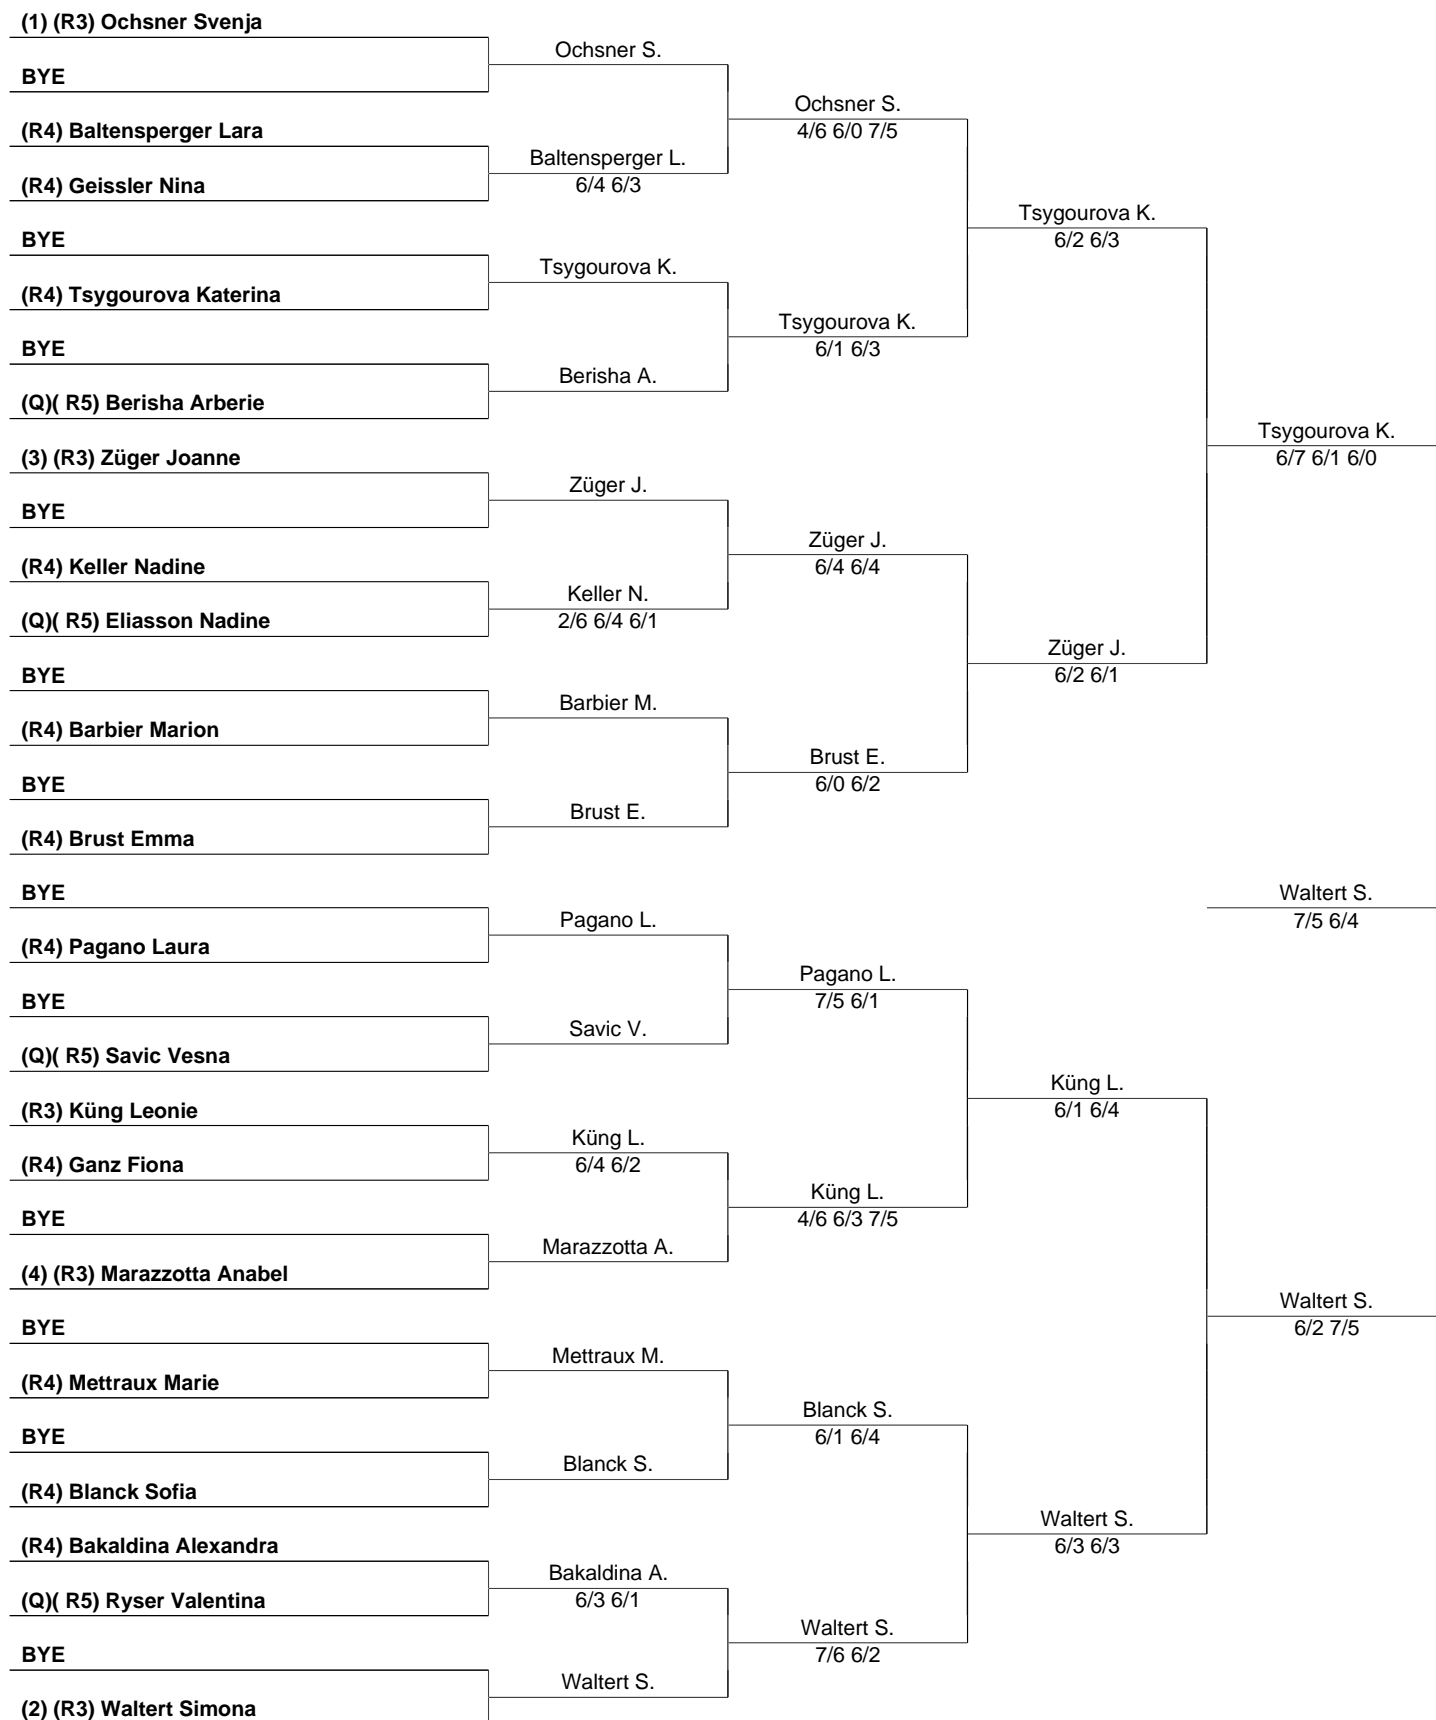 (1) (R3) Ochsner Svenja
Ochsner S.
BYE
Ochsner S.
4/6 6/0 7/5
(R4) Baltensperger Lara
Baltensperger L.
6/4 6/3
(R4) Geissler Nina
Tsygourova K.
6/2 6/3
BYE
Tsygourova K.
(R4) Tsygourova Katerina
Tsygourova K.
6/1 6/3
BYE
Berisha A.
(Q)( R5) Berisha Arberie
Tsygourova K.
6/7 6/1 6/0
(3) (R3) Züger Joanne
Züger J.
BYE
Züger J.
6/4 6/4
(R4) Keller Nadine
Keller N.
2/6 6/4 6/1
(Q)( R5) Eliasson Nadine
Züger J.
6/2 6/1
BYE
Barbier M.
(R4) Barbier Marion
Brust E.
6/0 6/2
BYE
Brust E.
(R4) Brust Emma
BYE
Waltert S.
7/5 6/4
Pagano L.
(R4) Pagano Laura
Pagano L.
7/5 6/1
BYE
Savic V.
(Q)( R5) Savic Vesna
Küng L.
6/1 6/4
(R3) Küng Leonie
Küng L.
6/4 6/2
(R4) Ganz Fiona
Küng L.
4/6 6/3 7/5
BYE
Marazzotta A.
(4) (R3) Marazzotta Anabel
Waltert S.
6/2 7/5
BYE
Mettraux M.
(R4) Mettraux Marie
Blanck S.
6/1 6/4
BYE
Blanck S.
(R4) Blanck Sofia
Waltert S.
6/3 6/3
(R4) Bakaldina Alexandra
Bakaldina A.
6/3 6/1
(Q)( R5) Ryser Valentina
Waltert S.
7/6 6/2
BYE
Waltert S.
(2) (R3) Waltert Simona